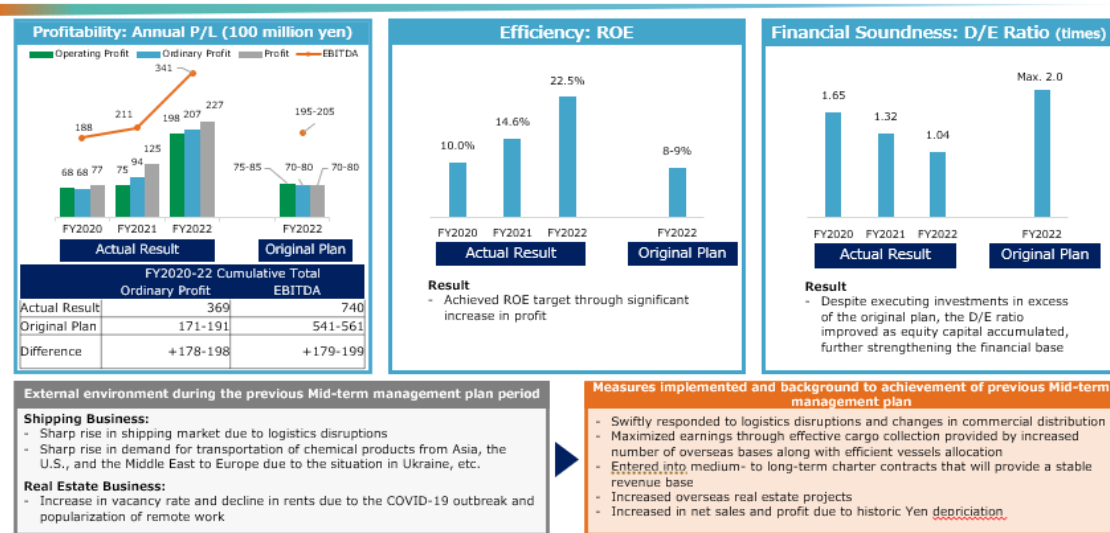 Profitability: Annual P/L (100 million yen)
Operating Profit Ordinary Profit Profit EBITDA
341
211
188
198 207 227
195-205
125
94
75
68 68 77
75-85 70-80 70-80
FY2020 FY2021 FY2022 FY2022
Actual Result Original Plan
FY2020-22 Cumulative Total
Ordinary Profit EBITDA
Actual Result 369 740
Original Plan 171-191 541-561
Difference +178-198 +179-199
Efficiency: ROE
22.5%
14.6%
10.0%
8-9%
FY2020 FY2021 FY2022 FY2022
Actual Result Original Plan
Result
- Achieved ROE target through significant
increase in profit
Financial Soundness: D/E Ratio (times)
Max. 2.0
1.65
1.32
1.04
FY2020 FY2021 FY2022 FY2022
Actual Result Original Plan
Result
- Despite executing investments in excess
of the original plan, the D/E ratio
improved as equity capital accumulated,
further strengthening the financial base
External environment during the previous Mid-term management plan period
Shipping Business:
- Sharp rise in shipping market due to logistics disruptions
- Sharp rise in demand for transportation of chemical products from Asia, the
U.S., and the Middle East to Europe due to the situation in Ukraine, etc.
Real Estate Business:
- Increase in vacancy rate and decline in rents due to the COVID-19 outbreak and
popularization of remote work
Measures implemented and background to achievement of previous Mid-term
management plan
- Swiftly responded to logistics disruptions and changes in commercial distribution
- Maximized earnings through effective cargo collection provided by increased
number of overseas bases along with efficient vessels allocation
- Entered into medium- to long-term charter contracts that will provide a stable
revenue base
- Increased overseas real estate projects
- Increased in net sales and profit due to historic Yen depriciation